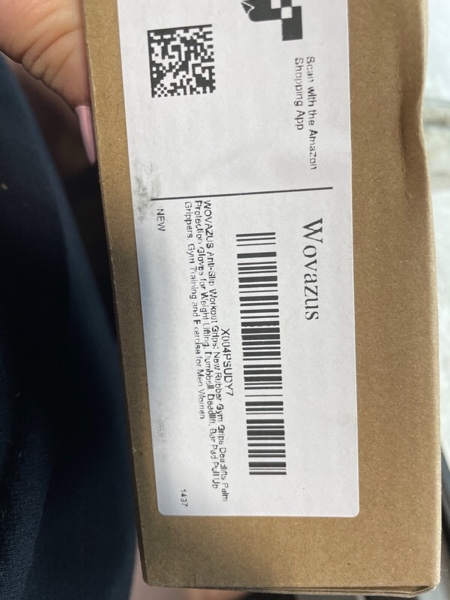 Scan with the Amazon
Shopping App
Wovazus
X004PSUDY7
WOVAZUS Anti-Slip Workout Grips: New Rubber Gym Grips Deadlifts Palm
Protection Gloves for Weight Lifting, Dumbbell, Deadlift, Bar Pad Pull Up
Grippers, Gym Training and Exercise for Men Women
NEW
1437